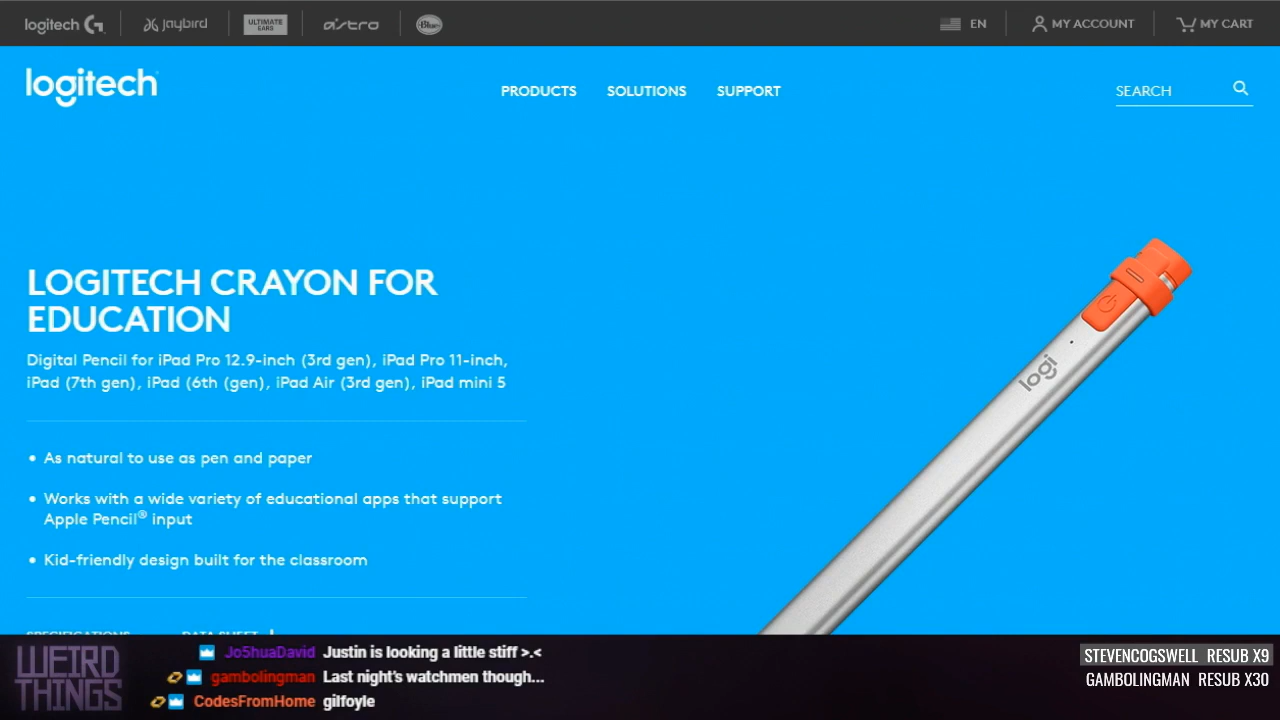 logitech G
Jaybird
ULTIMATE
EARS
ASTRO
Blue
EN
MY ACCOUNT
MY CART
logitech
PRODUCTS
SOLUTIONS
SUPPORT
SEARCH
LOGITECH CRAYON FOR
EDUCATION
Digital Pencil for iPad Pro 12.9-inch (3rd gen), iPad Pro 11-inch,
iPad (7th gen), iPad (6th (gen), iPad Air (3rd gen), iPad mini 5
• As natural to use as pen and paper
• Works with a wide variety of educational apps that support
Apple Pencil® input
• Kid-friendly design built for the classroom
SPECIFICATIONS
DATA SHEET
logi
WEIRD
THINGS
Jo5huaDavid Justin is looking a little stiff >.<
gambolingman Last night's watchmen though...
CodesFromHome gilfoyle
STEVENCOGSWELL RESUB X9
GAMBOLINGMAN RESUB X30